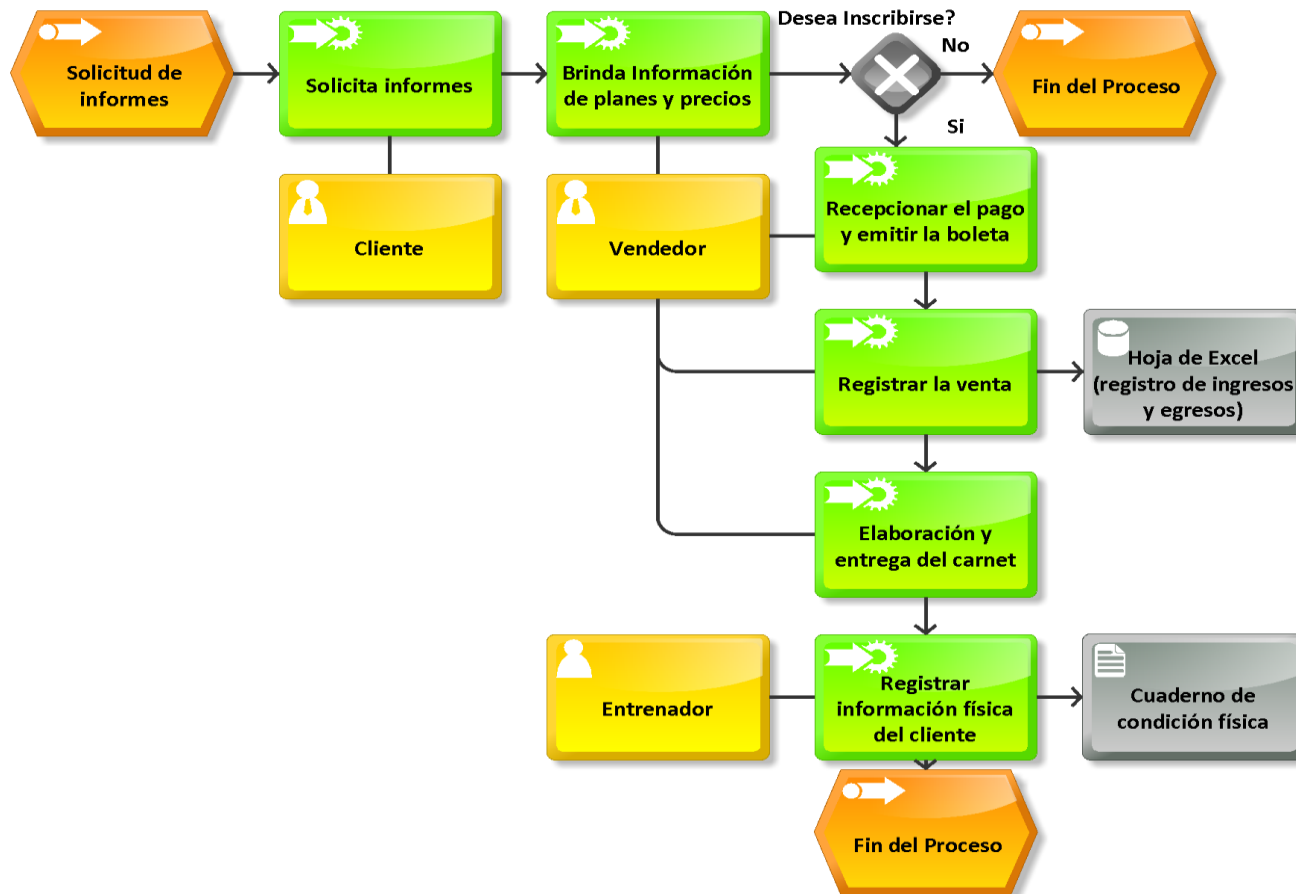 Desea Inscribirse?
Solicitud de
informes
Solicita informes
Brinda Información
de planes y precios
No
Fin del Proceso
Si
Cliente
Vendedor
Recepcionar el pago
y emitir la boleta
Registrar la venta
Hoja de Excel
(registro de ingresos
y egresos)
Elaboración y
entrega del carnet
Entrenador
Registrar
información física
del cliente
Cuaderno de
condición física
Fin del Proceso